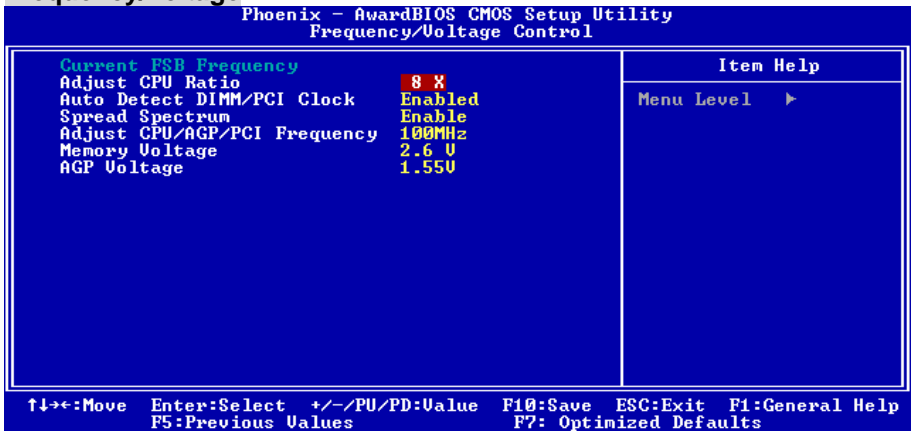 Phoenix - AwardBIOS CMOS Setup Utility
Frequency/Voltage Control
Current FSB Frequency
Adjust CPU Ratio 8 X
Auto Detect DIMM/PCI Clock Enabled
Spread Spectrum Enable
Adjust CPU/AGP/PCI Frequency 100MHz
Memory Voltage 2.6 V
AGP Voltage 1.55V
Item Help
Menu Level ►
↑↓→←:Move Enter:Select +/-/PU/PD:Value F10:Save ESC:Exit F1:General Help
F5:Previous Values F7: Optimized Defaults